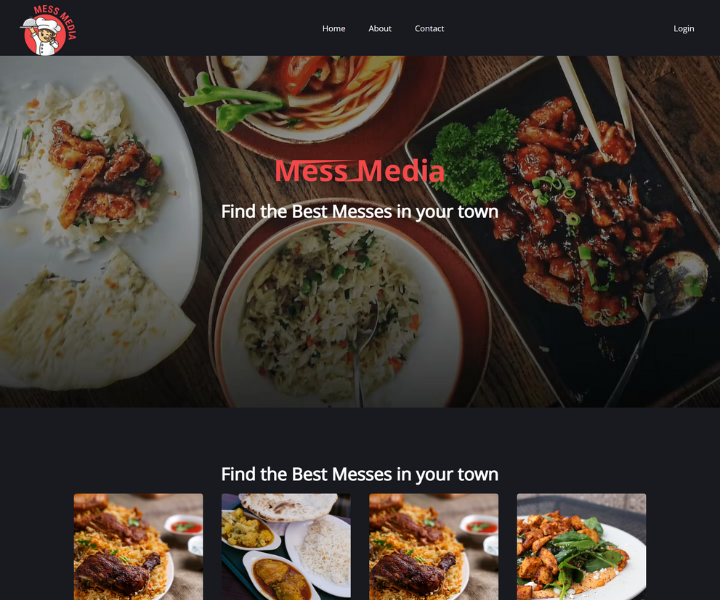 MESS MEDIA
Home
About
Contact
Login
Mess Media
Find the Best Messes in your town
Find the Best Messes in your town